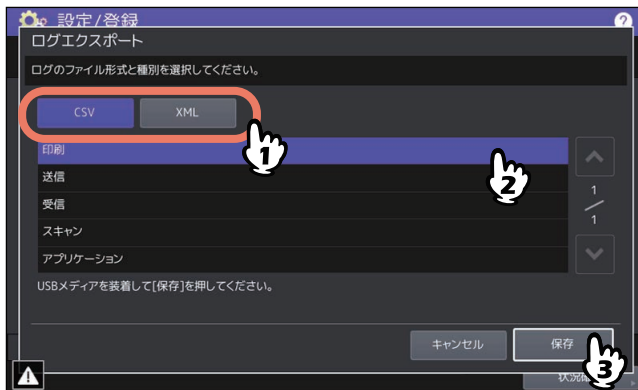 設定/登録
?
ログエクスポート
ログのファイル形式と種別を選択してください。
CSV XML
1
印刷
2
送信
受信
1
/
1
スキャン
アプリケーション
USBメディアを装着して[保存]を押してください。
キャンセル 保存
3